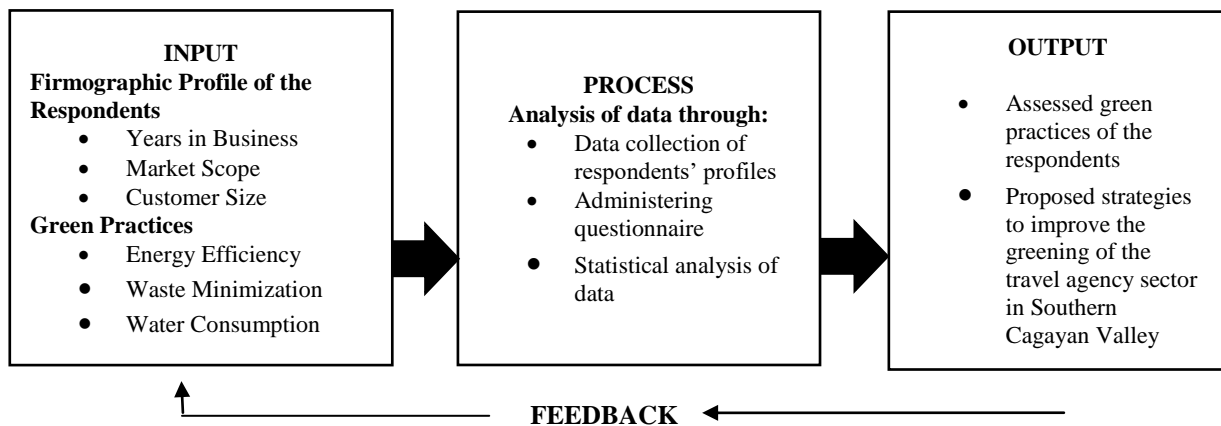 INPUT
Firmographic Profile of the
Respondents
• Years in Business
• Market Scope
• Customer Size
Green Practices
• Energy Efficiency
• Waste Minimization
• Water Consumption
PROCESS
Analysis of data through:
• Data collection of
respondents’ profiles
• Administering
questionnaire
• Statistical analysis of
data
OUTPUT
• Assessed green
practices of the
respondents
• Proposed strategies
to improve the
greening of the
travel agency sector
in Southern
Cagayan Valley
FEEDBACK